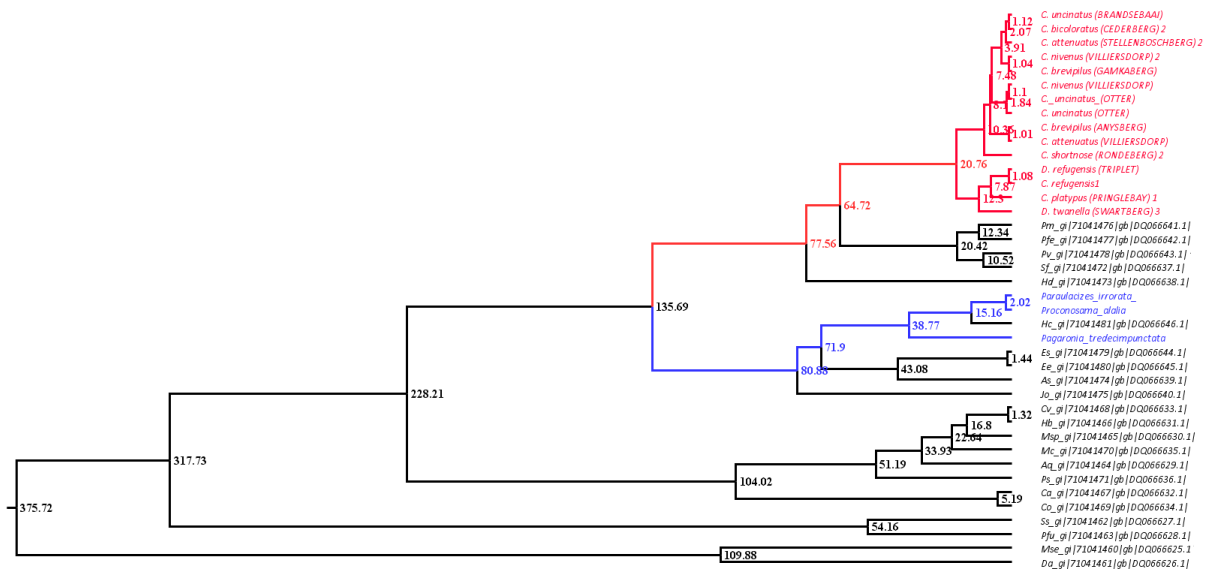 C. uncinatus (BRANDSEBAAI)
1.12
C. bicoloratus (CEDERBERG) 2
2.07
C. attenuatus (STELLENBOSCHBERG) 2
3.91
C. nivenus (VILLIERSDORP) 2
1.04
C. brevipilus (GAMKABERG)
7.48
C. nivenus (VILLIERSDORP)
1.1
C._uncinatus_(OTTER)
1.84
C. uncinatus (OTTER)
C. brevipilus (ANYSBERG)
1.01
C. attenuatus (VILLIERSDORP)
C. shortnose (RONDEBERG) 2
20.76
D. refugensis (TRIPLET)
1.08
C. refugensis1
7.87
C. platypus (PRINGLEBAY) 1
12.3
D. twanella (SWARTBERG) 3
64.72
Pm_gi|71041476|gb|DQ066641.1|
12.34
Pfe_gi|71041477|gb|DQ066642.1|
77.56
20.42
Pv_gi|71041478|gb|DQ066643.1|
10.52
Sf_gi|71041472|gb|DQ066637.1|
Hd_gi|71041473|gb|DQ066638.1|
Paraulacizes_irrorata_
2.02
135.69
Proconosama_alalia
15.16
Hc_gi|71041481|gb|DQ066646.1|
38.77
Pagaronia_tredecimpunctata
71.9
Es_gi|71041479|gb|DQ066644.1|
1.44
Ee_gi|71041480|gb|DQ066645.1|
43.08
80.88
As_gi|71041474|gb|DQ066639.1|
Jo_gi|71041475|gb|DQ066640.1|
228.21
Cv_gi|71041468|gb|DQ066633.1|
1.32
Hb_gi|71041466|gb|DQ066631.1|
16.8
Msp_gi|71041465|gb|DQ066630.1|
22.64
Mc_gi|71041470|gb|DQ066635.1|
33.93
317.73
Aq_gi|71041464|gb|DQ066629.1|
51.19
Ps_gi|71041471|gb|DQ066636.1|
104.02
Ca_gi|71041467|gb|DQ066632.1|
5.19
Co_gi|71041469|gb|DQ066634.1|
375.72
Ss_gi|71041462|gb|DQ066627.1|
54.16
Pfu_gi|71041463|gb|DQ066628.1|
Mse_gi|71041460|gb|DQ066625.1
109.88
Da_gi|71041461|gb|DQ066626.1|